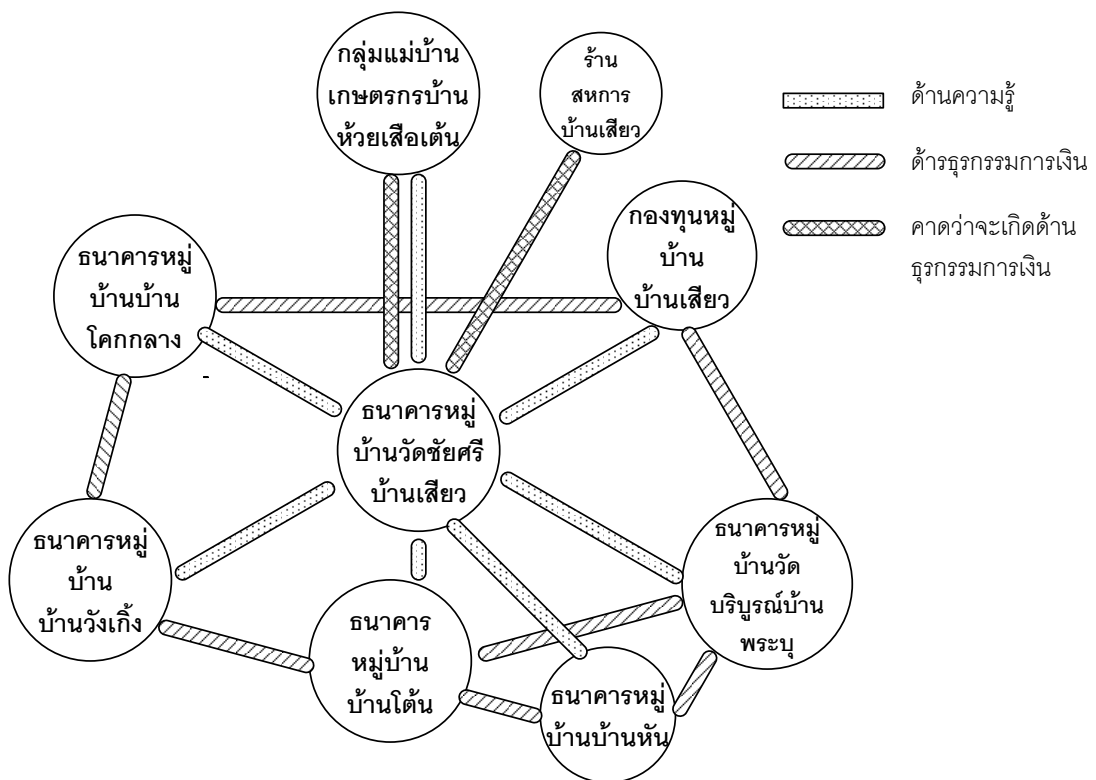 กลุ่มแม่บ้าน
เกษตรกรบ้าน
ห้วยเสือเต้น
ร้าน
สหการ
บ้านเสียว
ด้านความรู้
ด้ารธุรกรรมการเงิน
คาดว่าจะเกิดด้าน
ธุรกรรมการเงิน
กองทุนหมู่
บ้าน
บ้านเสียว
ธนาคารหมู่
บ้านบ้าน
โคกกลาง
-
ธนาคารหมู่
บ้านวัดชัยศรี
บ้านเสียว
ธนาคารหมู่
บ้าน
บ้านวังเกิ้ง
ธนาคาร
หมู่บ้าน
บ้านโต้น
ธนาคารหมู่
บ้านวัด
บริบูรณ์บ้าน
พระบุ
ธนาคารหมู่
บ้านบ้านหัน